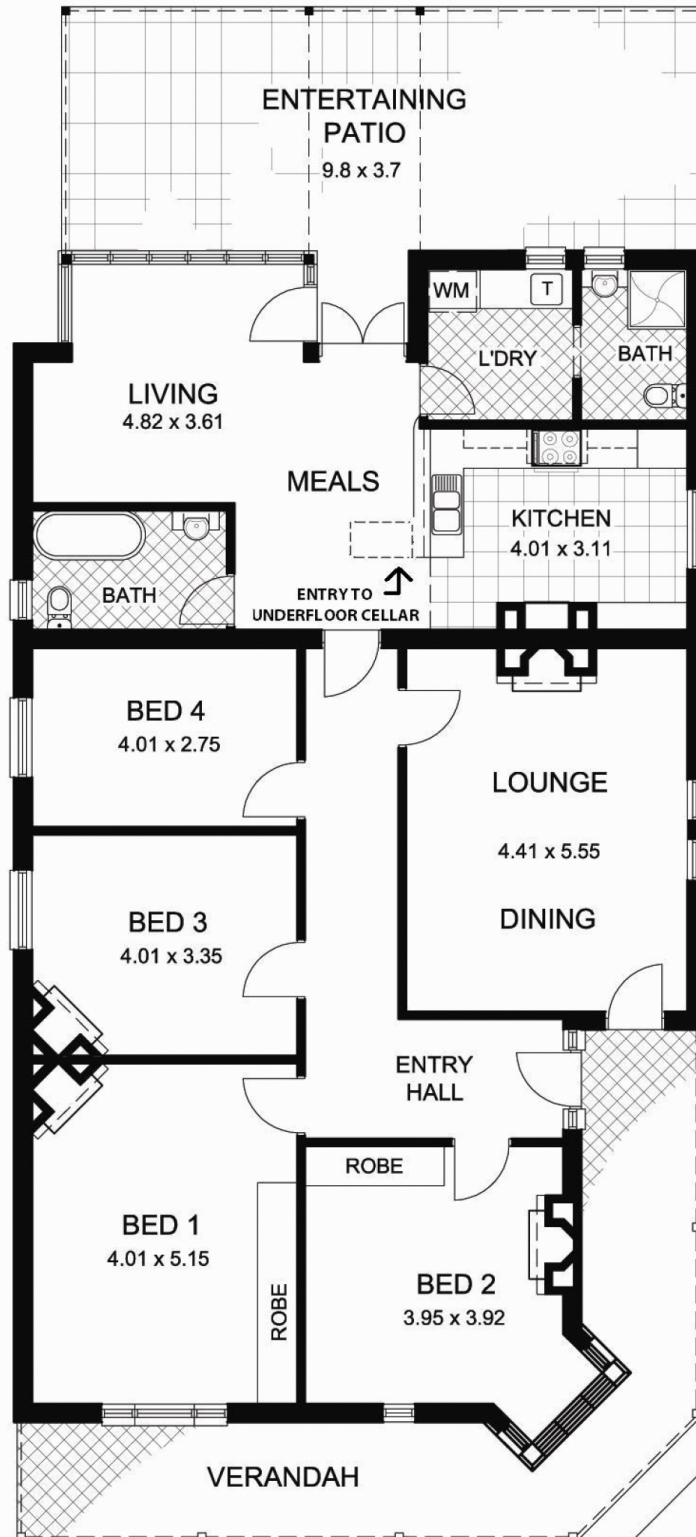 ENTERTAINING
PATIO
9.8 x 3.7
WM
T
L'DRY
BATH
LIVING
4.82 x 3.61
MEALS
KITCHEN
4.01 x 3.11
BATH
ENTRY TO
UNDERFLOOR CELLAR
BED 4
4.01 x 2.75
LOUNGE
4.41 x 5.55
DINING
BED 3
4.01 x 3.35
ENTRY
HALL
ROBE
BED 1
4.01 x 5.15
ROBE
BED 2
3.95 x 3.92
VERANDAH